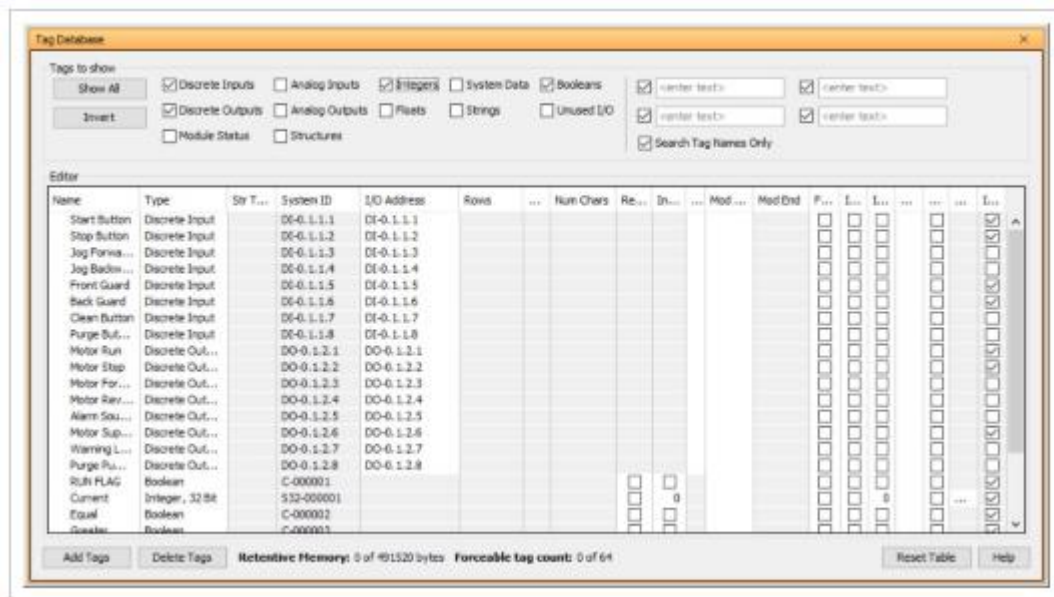 Tag Database
Tags to show
Show All Discrete Inputs Analog Inputs Integers System Data Booleans <enter text> <enter text>
Invert Discrete Outputs Analog Outputs Floats Strings Unused I/O <enter text> <enter text>
Module Status Structures Search Tag Names Only
Editor
Name Type Str T... System ID I/O Address Rows ... Num Chars Re... In... ... Mod ... Mod End F... I... I... ... ... ... I...
Start Button Discrete Input DI-0.1.1.1 DI-0.1.1.1
Stop Button Discrete Input DI-0.1.1.2 DI-0.1.1.2
Jog Forwa... Discrete Input DI-0.1.1.3 DI-0.1.1.3
Jog Backw... Discrete Input DI-0.1.1.4 DI-0.1.1.4
Front Guard Discrete Input DI-0.1.1.5 DI-0.1.1.5
Back Guard Discrete Input DI-0.1.1.6 DI-0.1.1.6
Clean Button Discrete Input DI-0.1.1.7 DI-0.1.1.7
Purge But... Discrete Input DI-0.1.1.8 DI-0.1.1.8
Motor Run Discrete Out... DO-0.1.2.1 DO-0.1.2.1
Motor Stop Discrete Out... DO-0.1.2.2 DO-0.1.2.2
Motor For... Discrete Out... DO-0.1.2.3 DO-0.1.2.3
Motor Rev... Discrete Out... DO-0.1.2.4 DO-0.1.2.4
Alarm Sou... Discrete Out... DO-0.1.2.5 DO-0.1.2.5
Motor Sup... Discrete Out... DO-0.1.2.6 DO-0.1.2.6
Warning L... Discrete Out... DO-0.1.2.7 DO-0.1.2.7
Purge Pu... Discrete Out... DO-0.1.2.8 DO-0.1.2.8
RUN FLAG Boolean C-000001
Current Integer, 32 Bit S32-000001 0 0 ...
Equal Boolean C-000002
Greater Boolean C-000003
Add Tags Delete Tags Retentive Memory: 0 of 491520 bytes Forceable tag count: 0 of 64 Reset Table Help